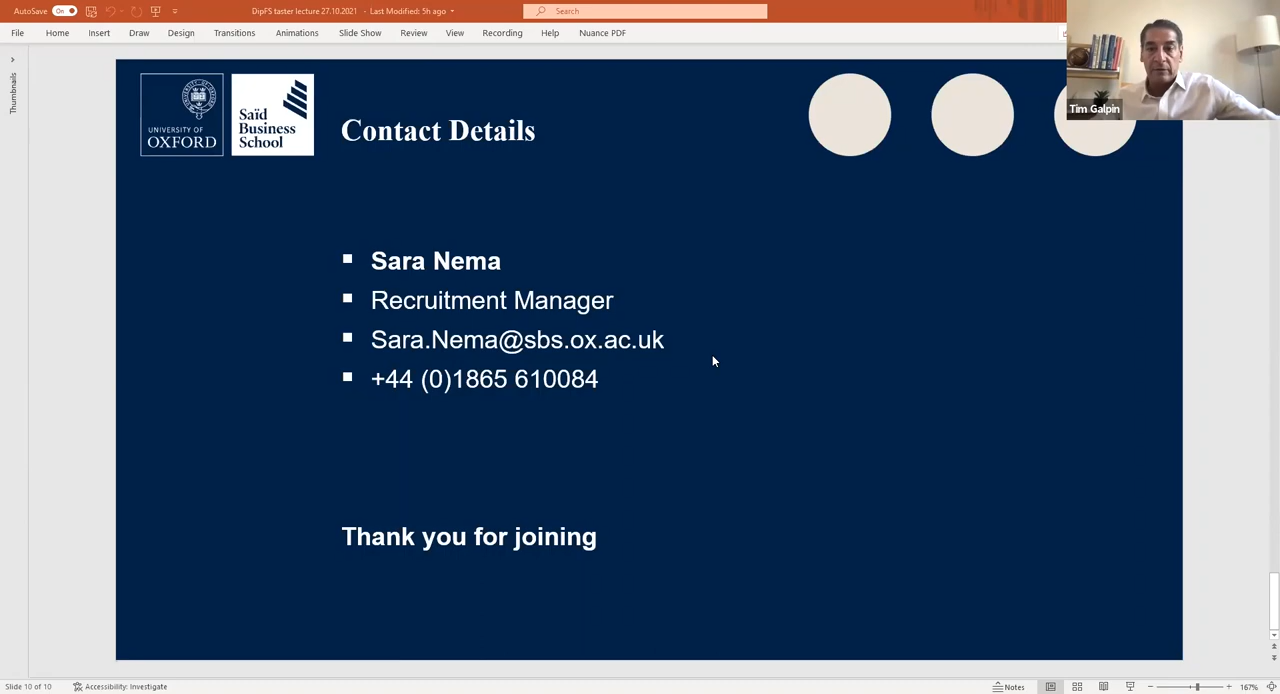 AutoSave On DipFS taster lecture 27.10.2021 • Last Modified: 5h ago Search
File Home Insert Draw Design Transitions Animations Slide Show Review View Recording Help Nuance PDF
Thumbnails
Tim Galpin
UNIVERSITY OF
OXFORD
Saïd
Business
School
Contact Details
Sara Nema
Recruitment Manager
Sara.Nema@sbs.ox.ac.uk
+44 (0)1865 610084
Thank you for joining
Slide 10 of 10 Accessibility: Investigate Notes 167%